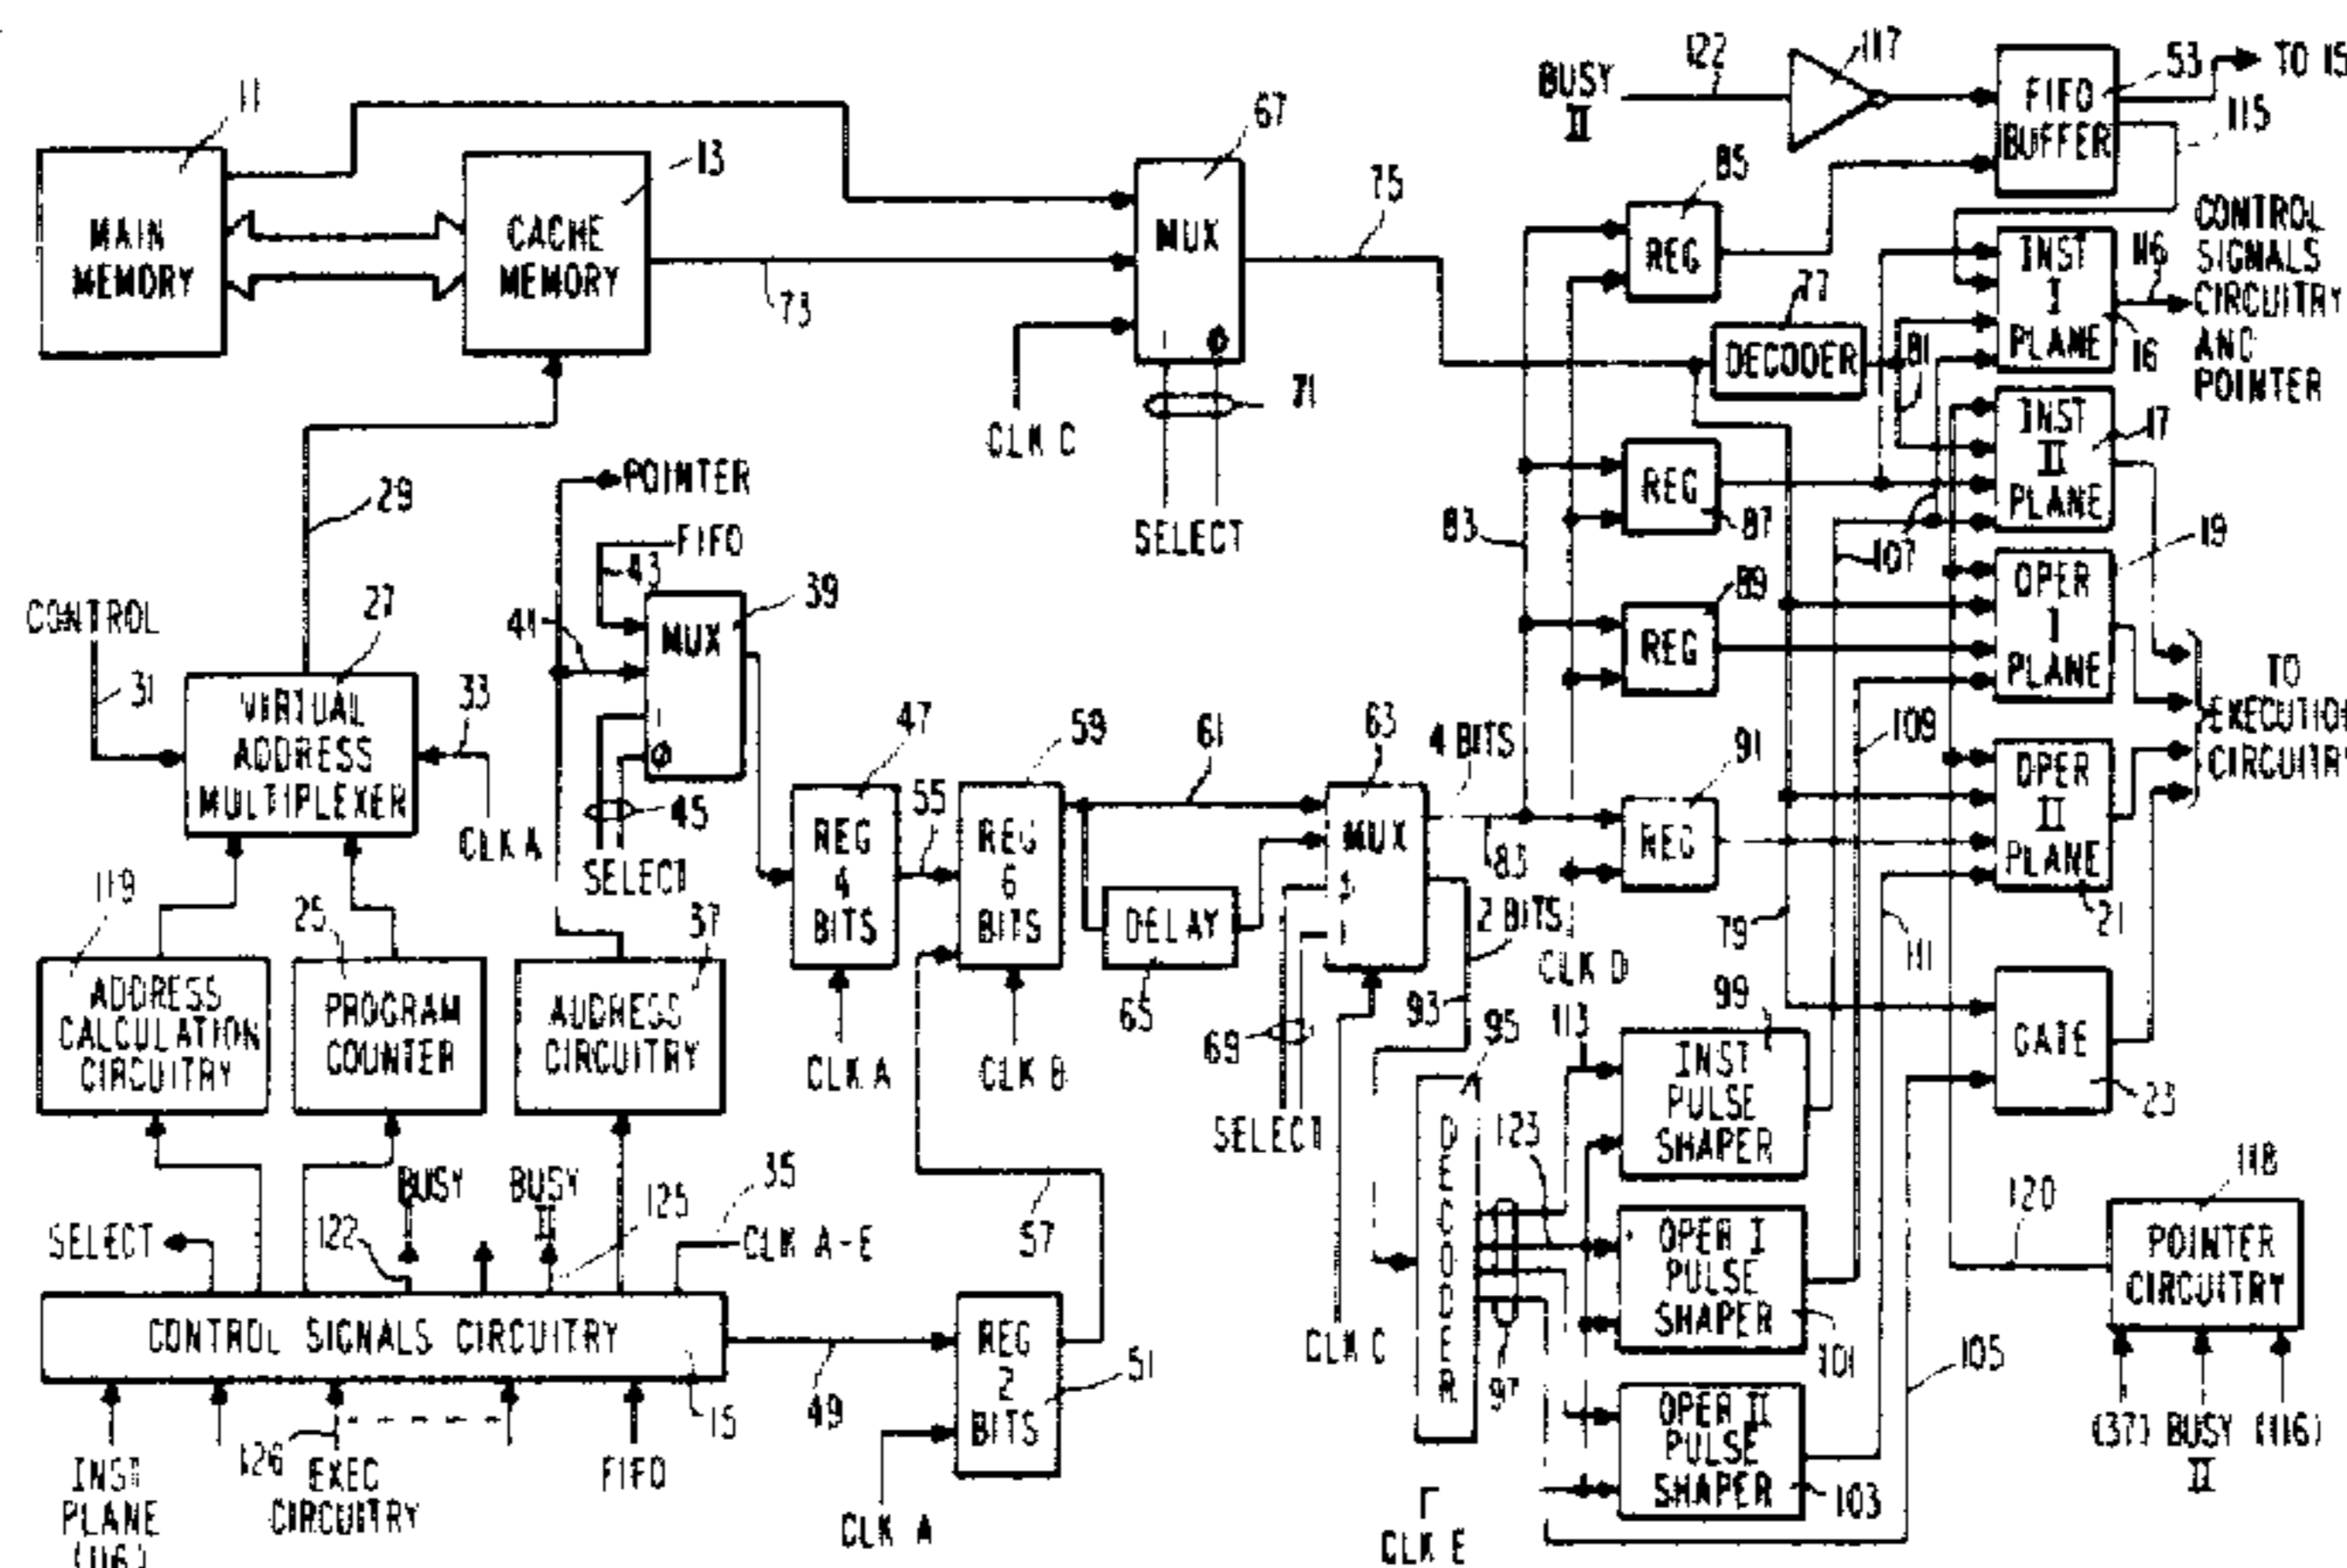 11
MAIN
MEMORY
13
CACHE
MEMORY
73
67
MUX
1
0
CLK C
71
SELECT
75
BUSY
II
122
117
FIFO
BUFFER
53
TO 15
115
85
REG
77
DECODER
81
INST
I
PLANE
16
116
CONTROL
SIGNALS
CIRCUITRY
AND
POINTER
INST
II
PLANE
17
REG
87
83
107
OPER
I
PLANE
19
89
REG
109
OPER
II
PLANE
21
91
REG
TO
EXECUTION
CIRCUITRY
79
111
GATE
23
29
POINTER
FIFO
43
41
MUX
39
1
0
45
SELECT
CONTROL
31
27
VIRTUAL
ADDRESS
MULTIPLEXER
33
CLK A
47
REG
4
BITS
CLK A
55
59
REG
6
BITS
CLK B
61
DELAY
65
63
MUX
1
4 BITS
83
2 BITS
93
69
SELECT
CLK C
CLK D
119
ADDRESS
CALCULATION
CIRCUITRY
25
PROGRAM
COUNTER
37
ADDRESS
CIRCUITRY
SELECT
122
BUSY
BUSY
II
125
35
CLK A-E
CONTROL SIGNALS CIRCUITRY
15
INST
PLANE
(116)
126
EXEC
CIRCUITRY
FIFO
49
57
REG
2
BITS
51
CLK A
95
DECODER
123
97
CLK E
113
99
INST
PULSE
SHAPER
OPER I
PULSE
SHAPER
101
OPER II
PULSE
SHAPER
103
105
120
118
POINTER
CIRCUITRY
(37) BUSY (116)
II